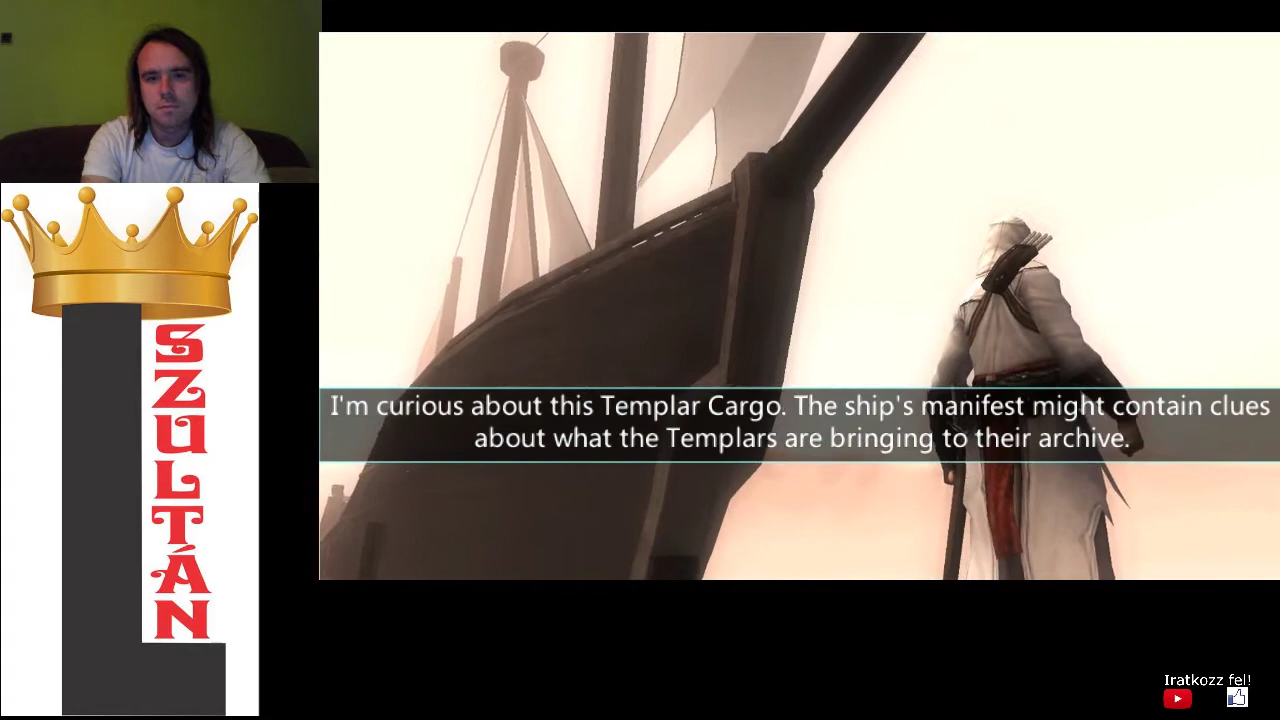 I'm curious about this Templar Cargo. The ship's manifest might contain clues
about what the Templars are bringing to their archive.
L
SZULTÁN
Iratkozz fel!